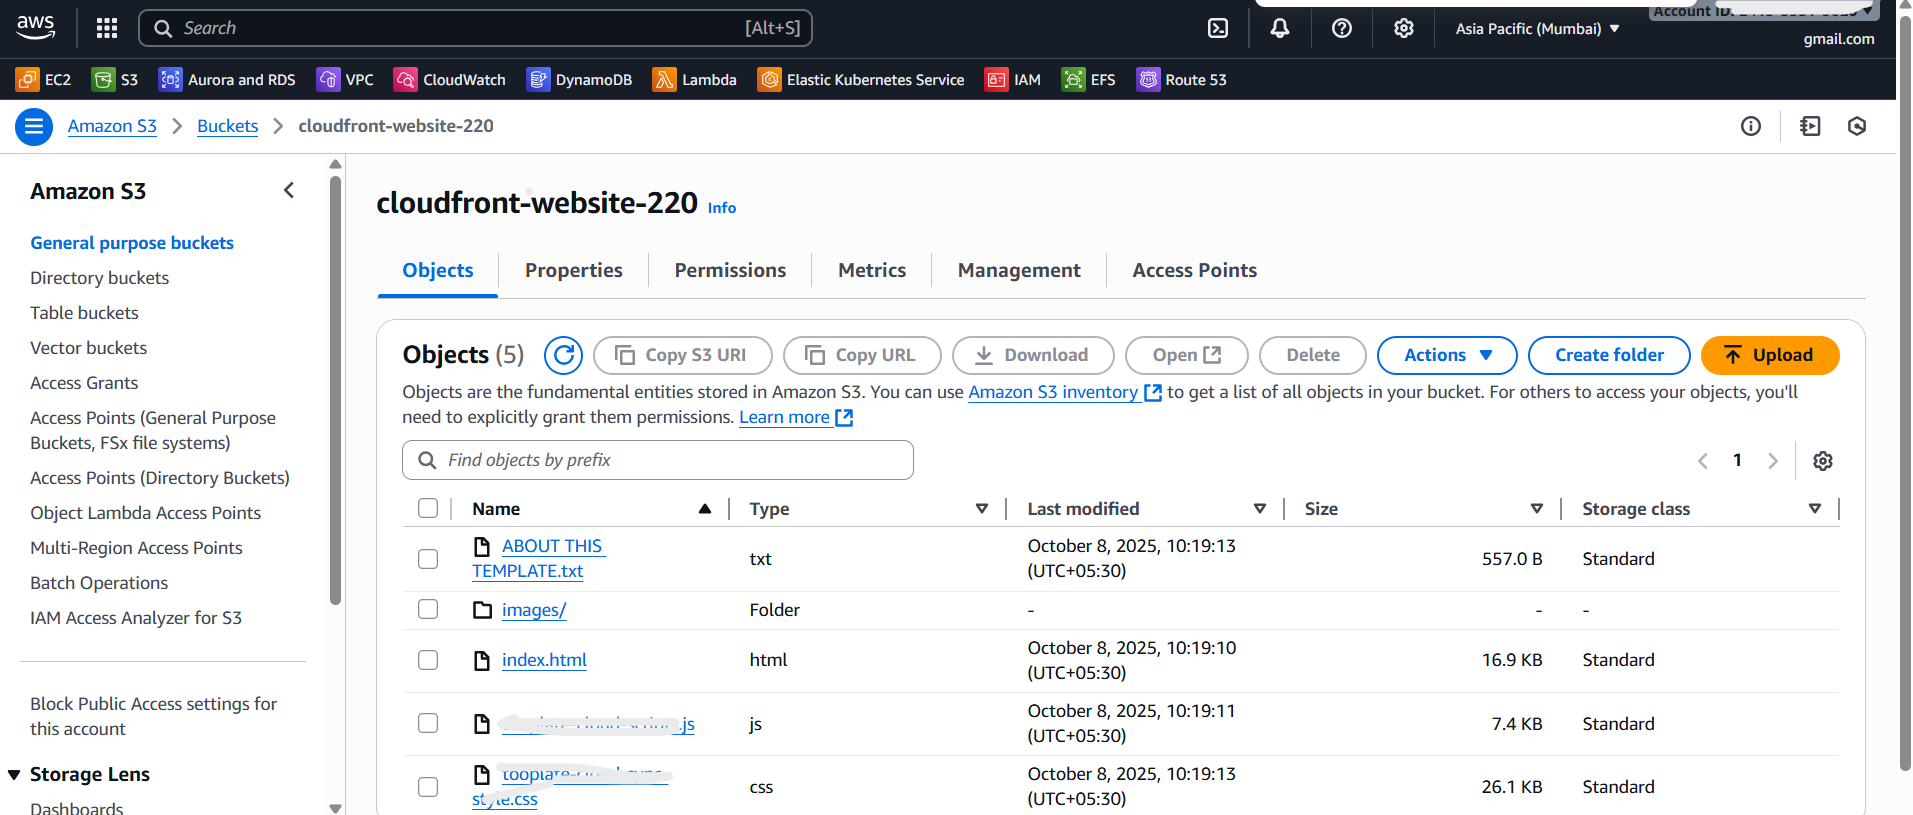 aws
Search [Alt+S]
Asia Pacific (Mumbai)
Account ID:
gmail.com
EC2 S3 Aurora and RDS VPC CloudWatch DynamoDB Lambda Elastic Kubernetes Service IAM EFS Route 53
Amazon S3 > Buckets > cloudfront-website-220
Amazon S3
General purpose buckets
Directory buckets
Table buckets
Vector buckets
Access Grants
Access Points (General Purpose
Buckets, FSx file systems)
Access Points (Directory Buckets)
Object Lambda Access Points
Multi-Region Access Points
Batch Operations
IAM Access Analyzer for S3
Block Public Access settings for
this account
Storage Lens
Dashboards
cloudfront-website-220 Info
Objects Properties Permissions Metrics Management Access Points
Objects (5) Copy S3 URI Copy URL Download Open Delete Actions Create folder Upload
Objects are the fundamental entities stored in Amazon S3. You can use Amazon S3 inventory to get a list of all objects in your bucket. For others to access your objects, you'll
need to explicitly grant them permissions. Learn more
Find objects by prefix
1
Name Type Last modified Size Storage class
ABOUT THIS
TEMPLATE.txt
txt
October 8, 2025, 10:19:13
(UTC+05:30)
557.0 B
Standard
images/ Folder - - -
index.html
html
October 8, 2025, 10:19:10
(UTC+05:30)
16.9 KB
Standard
.js
js
October 8, 2025, 10:19:11
(UTC+05:30)
7.4 KB
Standard
style.css
css
October 8, 2025, 10:19:13
(UTC+05:30)
26.1 KB
Standard